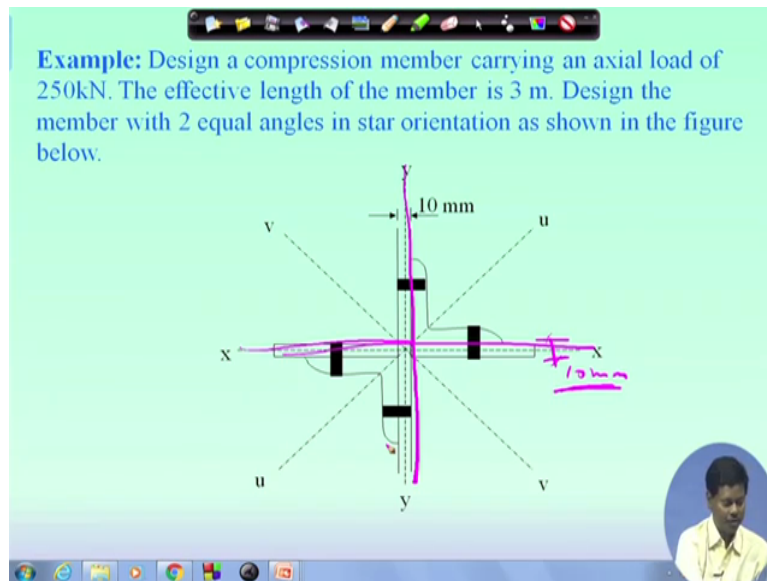 Example: Design a compression member carrying an axial load of
250kN. The effective length of the member is 3 m. Design the
member with 2 equal angles in star orientation as shown in the figure
below.
y
10 mm
v
u
x
x
10mm
u
v
y